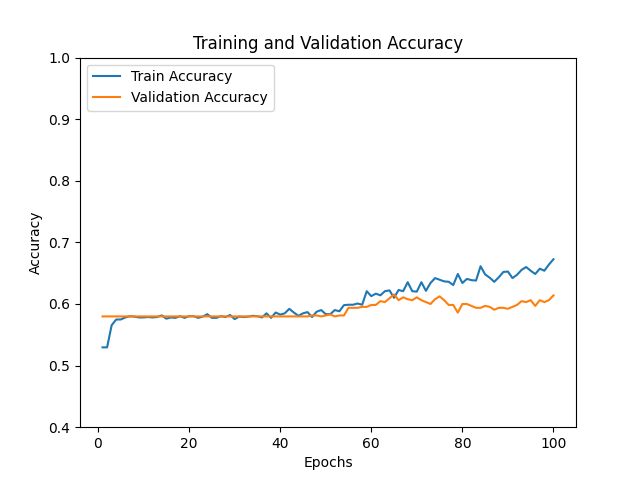 Training and Validation Accuracy
Train Accuracy
Validation Accuracy
1.0
0.9
0.8
0.7
0.6
0.5
0.4
Accuracy
0 20 40 60 80 100
Epochs